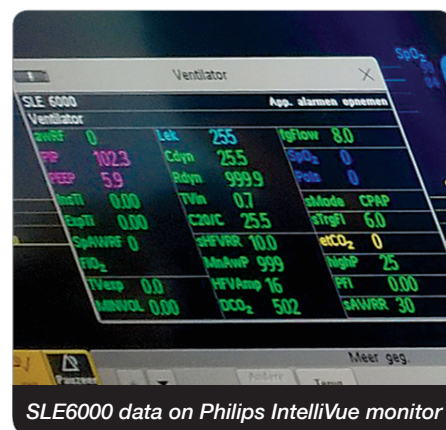 SpO₂
Ventilator
SLE 6000 App. alarmen opnemen
Ventilator
awRF 0 Lek 255 fgFlow 8.0
PIP 102.3 Cdyn 25.5 SpO₂ 0
PEEP 5.9 Rdyn 999.9 Pols 0
InsTi 0.00 TVin 0.7 sMode CPAP
ExpTi 0.00 C20/C 25.5 sTrgFl 6.0
SpAWRF 0 sHFVRR 10.0 etCO₂ 0
FIO₂ MnAwP 999 highP 25
TVexp 0.0 HFVAmp 16 PFI 0.00
MINVOL 0.00 DCO₂ 502 sAWRR 30
Meer geg.
Pauzeer Andere Terug
SLE6000 data on Philips IntelliVue monitor